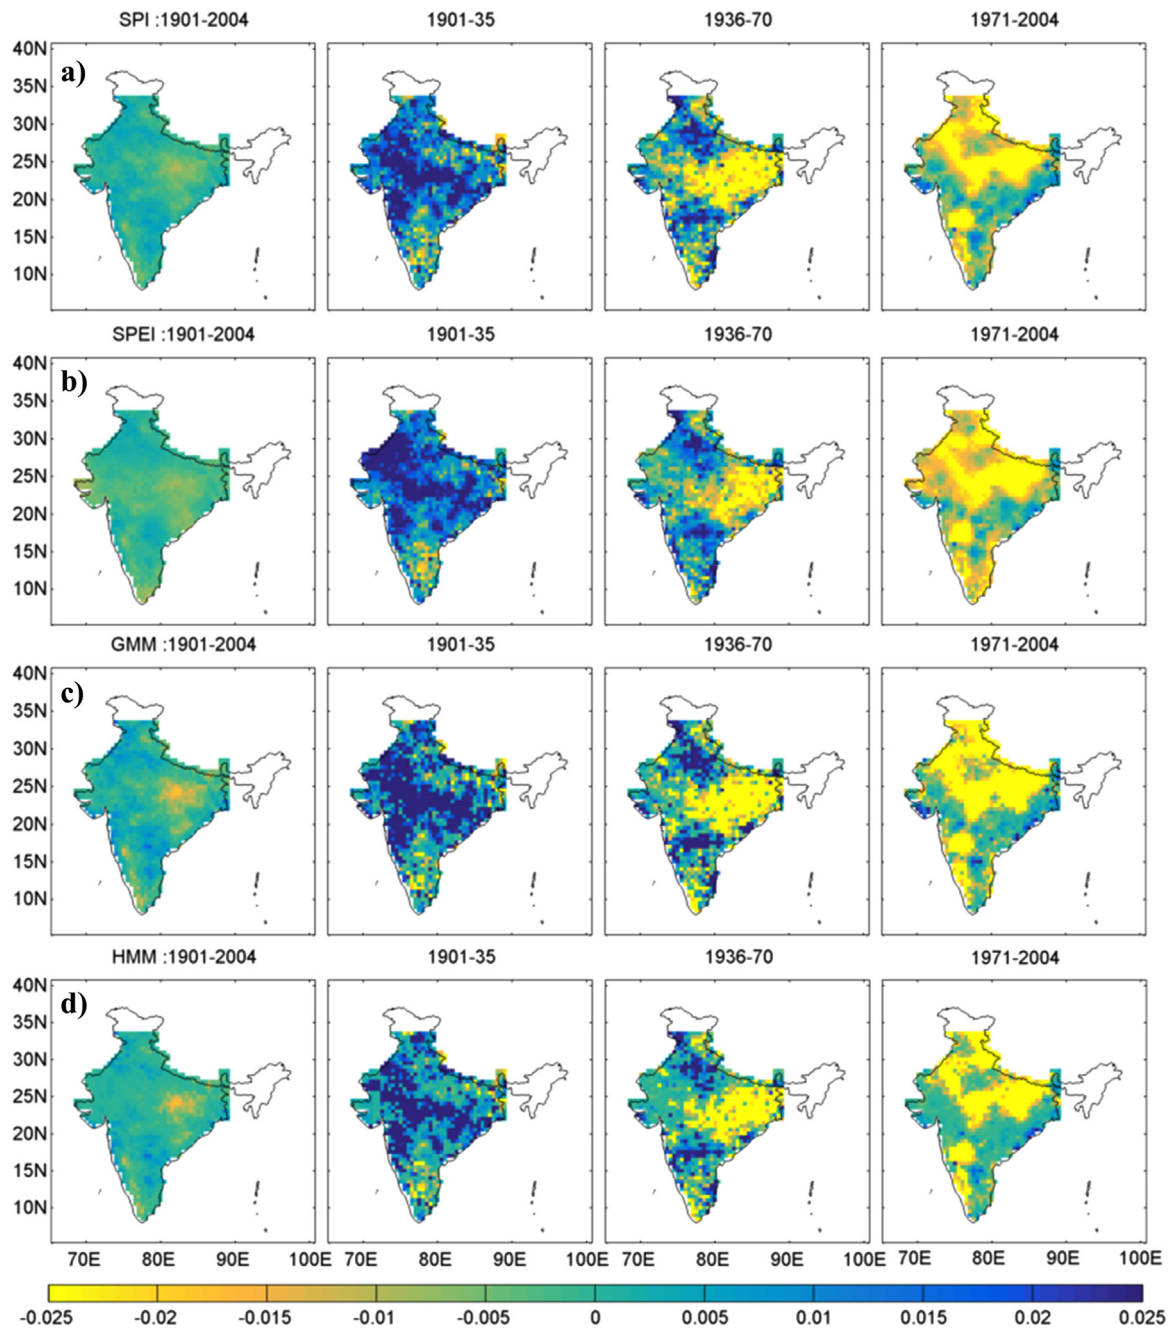 SPI :1901-2004 1901-35 1936-70 1971-2004
a)
40N
35N
30N
25N
20N
15N
10N
SPEI :1901-2004 1901-35 1936-70 1971-2004
b)
40N
35N
30N
25N
20N
15N
10N
GMM :1901-2004 1901-35 1936-70 1971-2004
c)
40N
35N
30N
25N
20N
15N
10N
HMM :1901-2004 1901-35 1936-70 1971-2004
d)
40N
35N
30N
25N
20N
15N
10N
70E 80E 90E 100E 70E 80E 90E 100E 70E 80E 90E 100E 70E 80E 90E 100E
-0.025 -0.02 -0.015 -0.01 -0.005 0 0.005 0.01 0.015 0.02 0.025